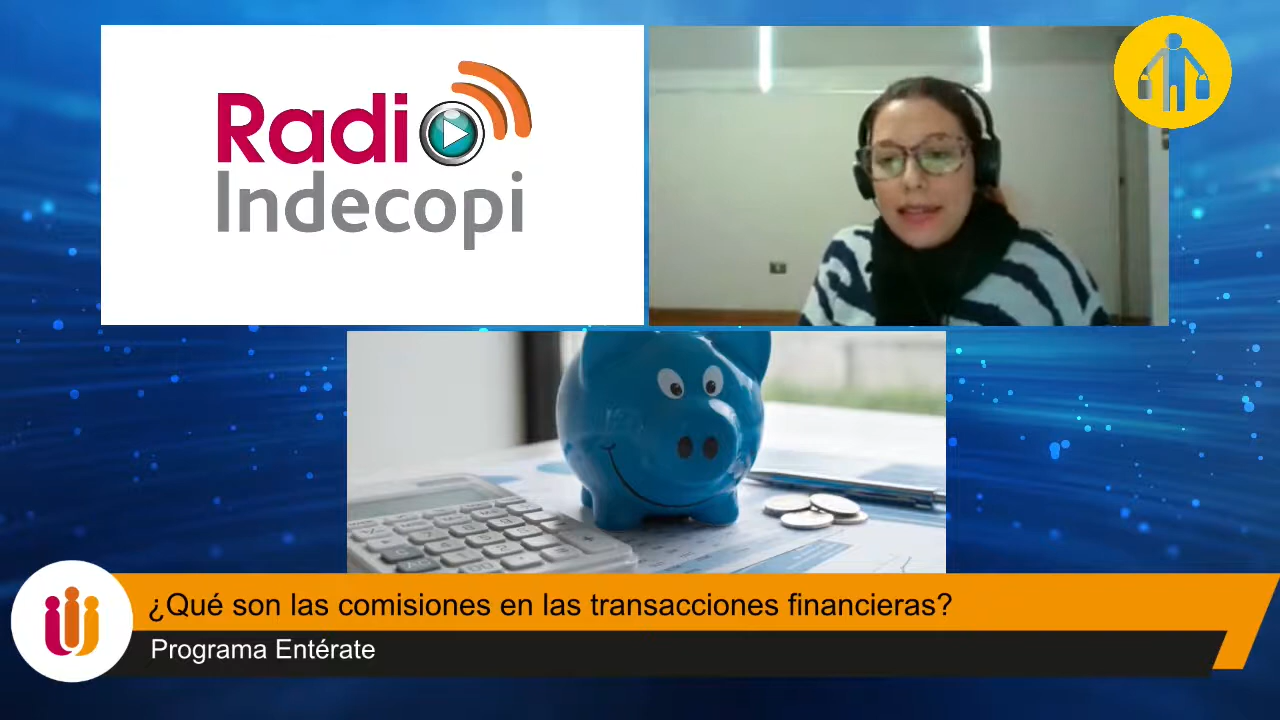 Radio
Indecopi
¿Qué son las comisiones en las transacciones financieras?
Programa Entérate